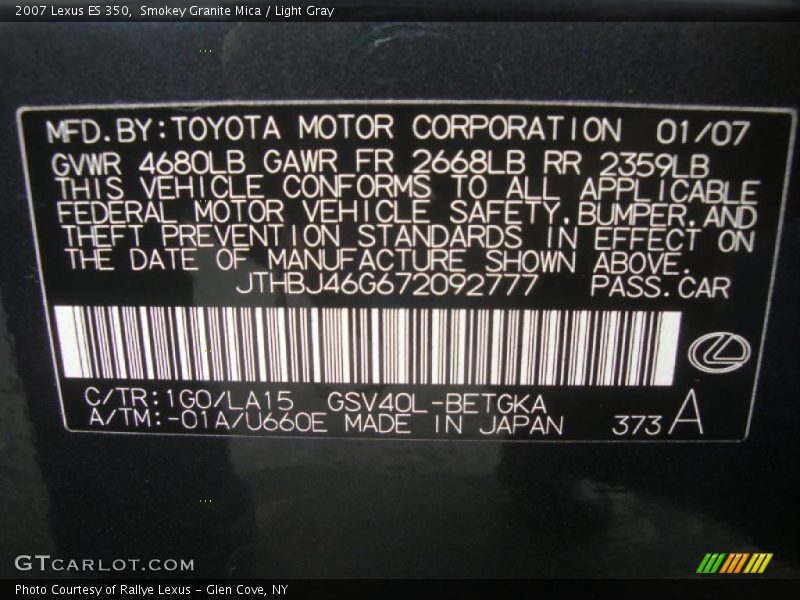 2007 Lexus ES 350,  Smokey Granite Mica / Light Gray
MFD. BY: TOYOTA MOTOR CORPORATION 01/07
GVWR 4680LB GAWR FR 2668LB RR 2359LB
THIS VEHICLE CONFORMS TO ALL APPLICABLE
FEDERAL MOTOR VEHICLE SAFETY, BUMPER, AND
THEFT PREVENTION STANDARDS IN EFFECT ON
THE DATE OF MANUFACTURE SHOWN ABOVE.
JTHBJ46G672092777 PASS. CAR
C/TR: 1G0/LA15 GSV40L-BETGKA
A/TM: -01A/U660E MADE IN JAPAN 373 A
GTCARLOT.COM
Photo Courtesy of Rallye Lexus - Glen Cove, NY